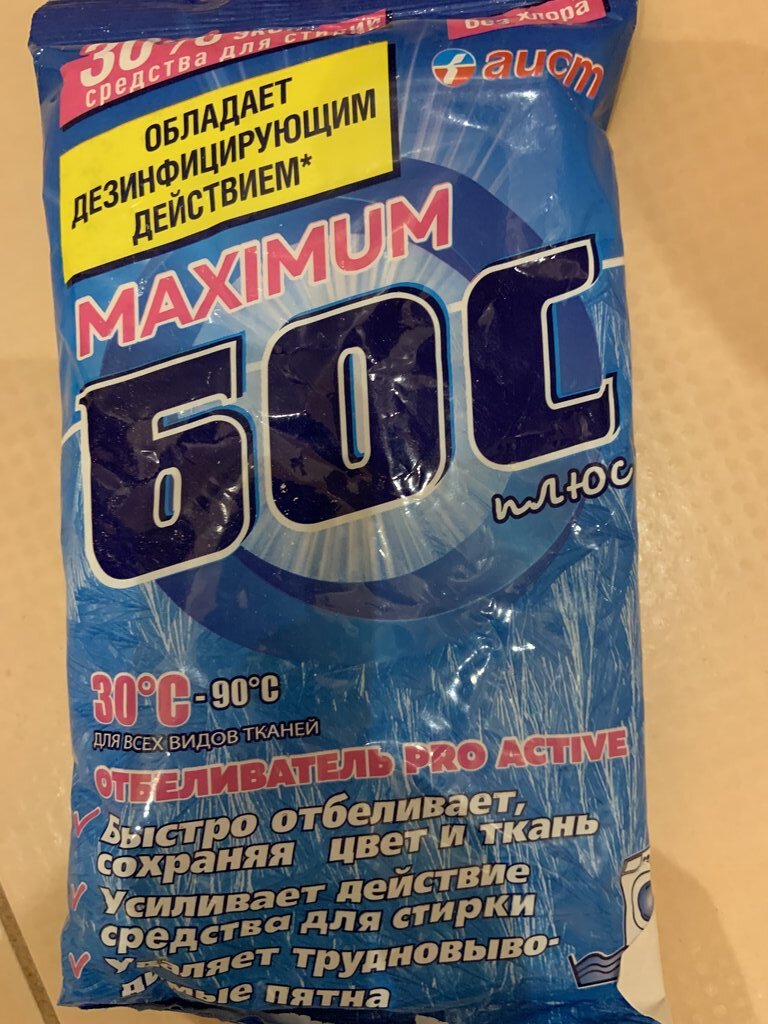 30%
средства для стирки
без хлора
аист
ОБЛАДАЕТ
ДЕЗИНФИЦИРУЮЩИМ
ДЕЙСТВИЕМ*
MAXIMUM
БОС
плюс
30°C - 90°C
ДЛЯ ВСЕХ ВИДОВ ТКАНЕЙ
ОТБЕЛИВАТЕЛЬ PRO ACTIVE
Быстро отбеливает,
сохраняя цвет и ткань
Усиливает действие
средства для стирки
Удаляет трудновыво-
димые пятна